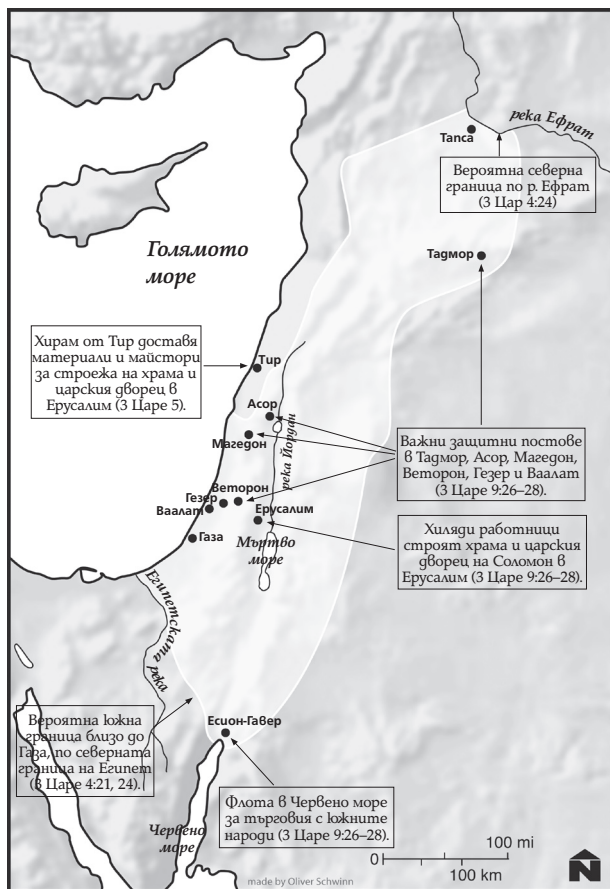 река Ефрат
Тапса
Вероятна северна
граница по р. Ефрат
(3 Цар 4:24)
Голямото
море
Тадмор
Хирам от Тир доставя
материали и майстори
за строежа на храма и
царския дворец в
Ерусалим (3 Царе 5).
Тир
Асор
Магедон
река Йордан
Важни защитни постове
в Тадмор, Асор, Магедон,
Веторон, Гезер и Ваалат
(3 Царе 9:26–28).
Веторон
Гезер
Ваалат
Ерусалим
Газа
Мъртво
море
Хиляди работници
строят храма и царския
дворец на Соломон в
Ерусалим (3 Царе 9:26–28).
Египетската
река
Вероятна южна
граница близо до
Газа, по северната
граница на Египет
(3 Царе 4:21, 24).
Есион-Гавер
Флота в Червено море
за търговия с южните
народи (3 Царе 9:26–28).
Червено
море
0 100 mi
100 km
N
made by Oliver Schwinn